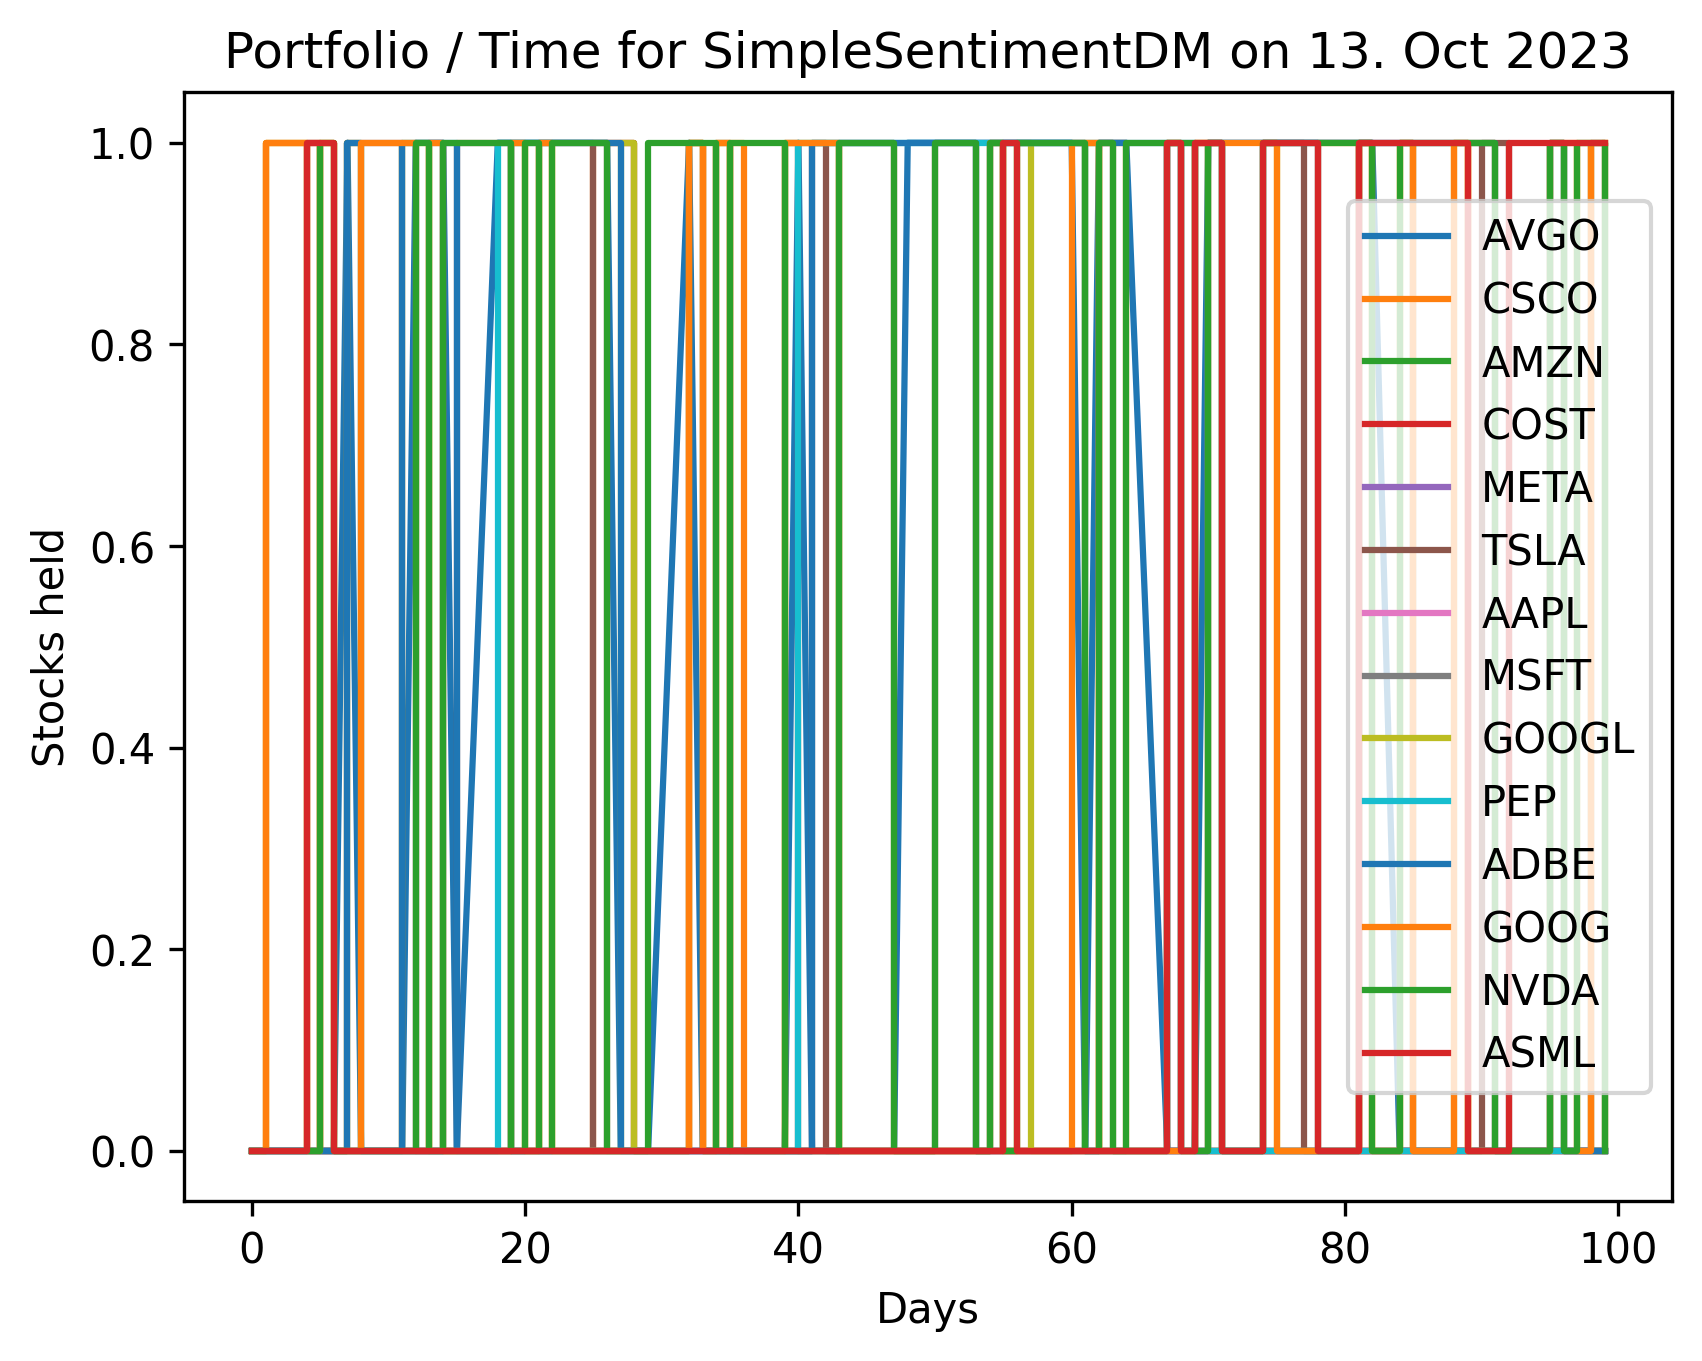 Portfolio / Time for SimpleSentimentDM on 13. Oct 2023
1.0
0.8
0.6
0.4
0.2
0.0
Stocks held
0
20
40
60
80
100
Days
AVGO
CSCO
AMZN
COST
META
TSLA
AAPL
MSFT
GOOGL
PEP
ADBE
GOOG
NVDA
ASML